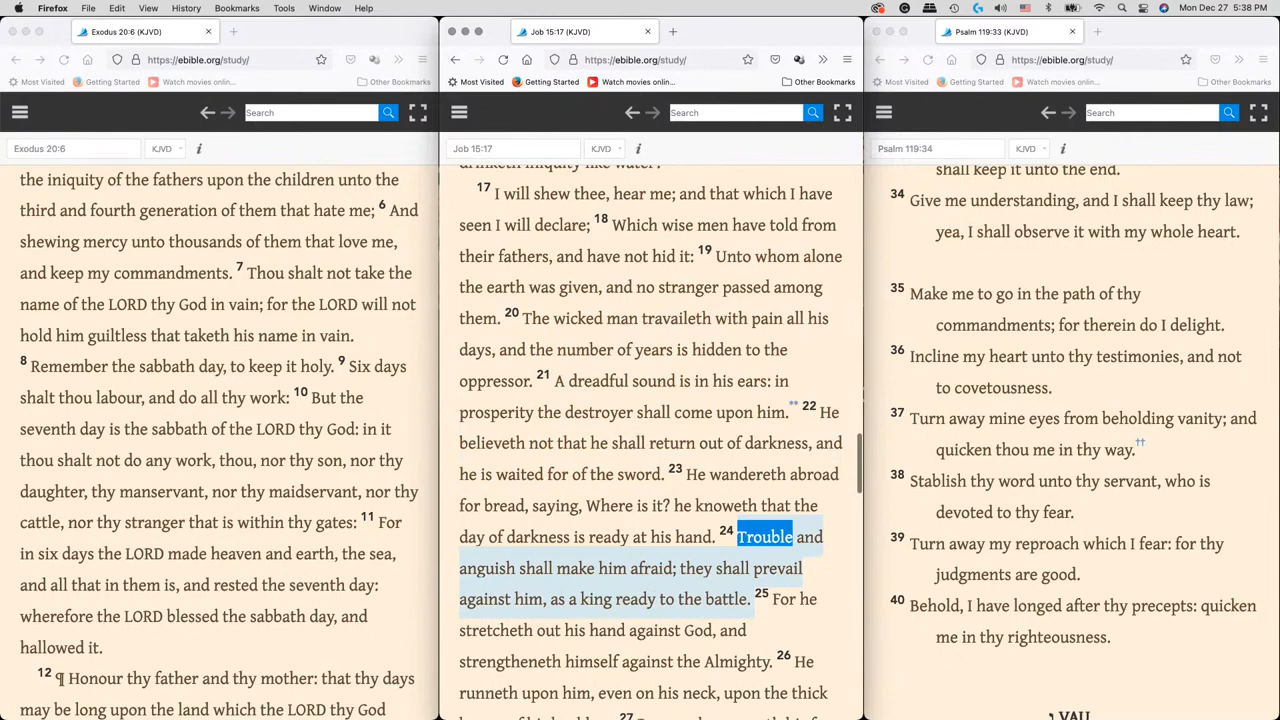 Firefox File Edit View History Bookmarks Tools Window Help Mon Dec 27 5:38 PM
Exodus 20:6 (KJVD)
https://ebible.org/study/
Most Visited Getting Started Watch movies onlin... Other Bookmarks
Search
Exodus 20:6 KJVD i
the iniquity of the fathers upon the children unto the
third and fourth generation of them that hate me; 6 And
shewing mercy unto thousands of them that love me,
and keep my commandments. 7 Thou shalt not take the
name of the LORD thy God in vain; for the LORD will not
hold him guiltless that taketh his name in vain.
8 Remember the sabbath day, to keep it holy. 9 Six days
shalt thou labour, and do all thy work: 10 But the
seventh day is the sabbath of the LORD thy God: in it
thou shalt not do any work, thou, nor thy son, nor thy
daughter, thy manservant, nor thy maidservant, nor thy
cattle, nor thy stranger that is within thy gates: 11 For
in six days the LORD made heaven and earth, the sea,
and all that in them is, and rested the seventh day:
wherefore the LORD blessed the sabbath day, and
hallowed it.
12 ¶ Honour thy father and thy mother: that thy days
may be long upon the land which the LORD thy God
Job 15:17 (KJVD)
https://ebible.org/study/
Most Visited Getting Started Watch movies onlin... Other Bookmarks
Search
Job 15:17 KJVD i
drinketh iniquity like water?
17 I will shew thee, hear me; and that which I have
seen I will declare; 18 Which wise men have told from
their fathers, and have not hid it: 19 Unto whom alone
the earth was given, and no stranger passed among
them. 20 The wicked man travaileth with pain all his
days, and the number of years is hidden to the
oppressor. 21 A dreadful sound is in his ears: in
prosperity the destroyer shall come upon him.** 22 He
believeth not that he shall return out of darkness, and
he is waited for of the sword. 23 He wandereth abroad
for bread, saying, Where is it? he knoweth that the
day of darkness is ready at his hand. 24 Trouble and
anguish shall make him afraid; they shall prevail
against him, as a king ready to the battle. 25 For he
stretcheth out his hand against God, and
strengtheneth himself against the Almighty. 26 He
runneth upon him, even on his neck, upon the thick
27
Psalm 119:33 (KJVD)
https://ebible.org/study/
Most Visited Getting Started Watch movies onlin... Other Bookmarks
Search
Psalm 119:34 KJVD i
shall keep it unto the end.
34 Give me understanding, and I shall keep thy law;
yea, I shall observe it with my whole heart.
35 Make me to go in the path of thy
commandments; for therein do I delight.
36 Incline my heart unto thy testimonies, and not
to covetousness.
37 Turn away mine eyes from beholding vanity; and
quicken thou me in thy way.††
38 Stablish thy word unto thy servant, who is
devoted to thy fear.
39 Turn away my reproach which I fear: for thy
judgments are good.
40 Behold, I have longed after thy precepts: quicken
me in thy righteousness.
ו VAU